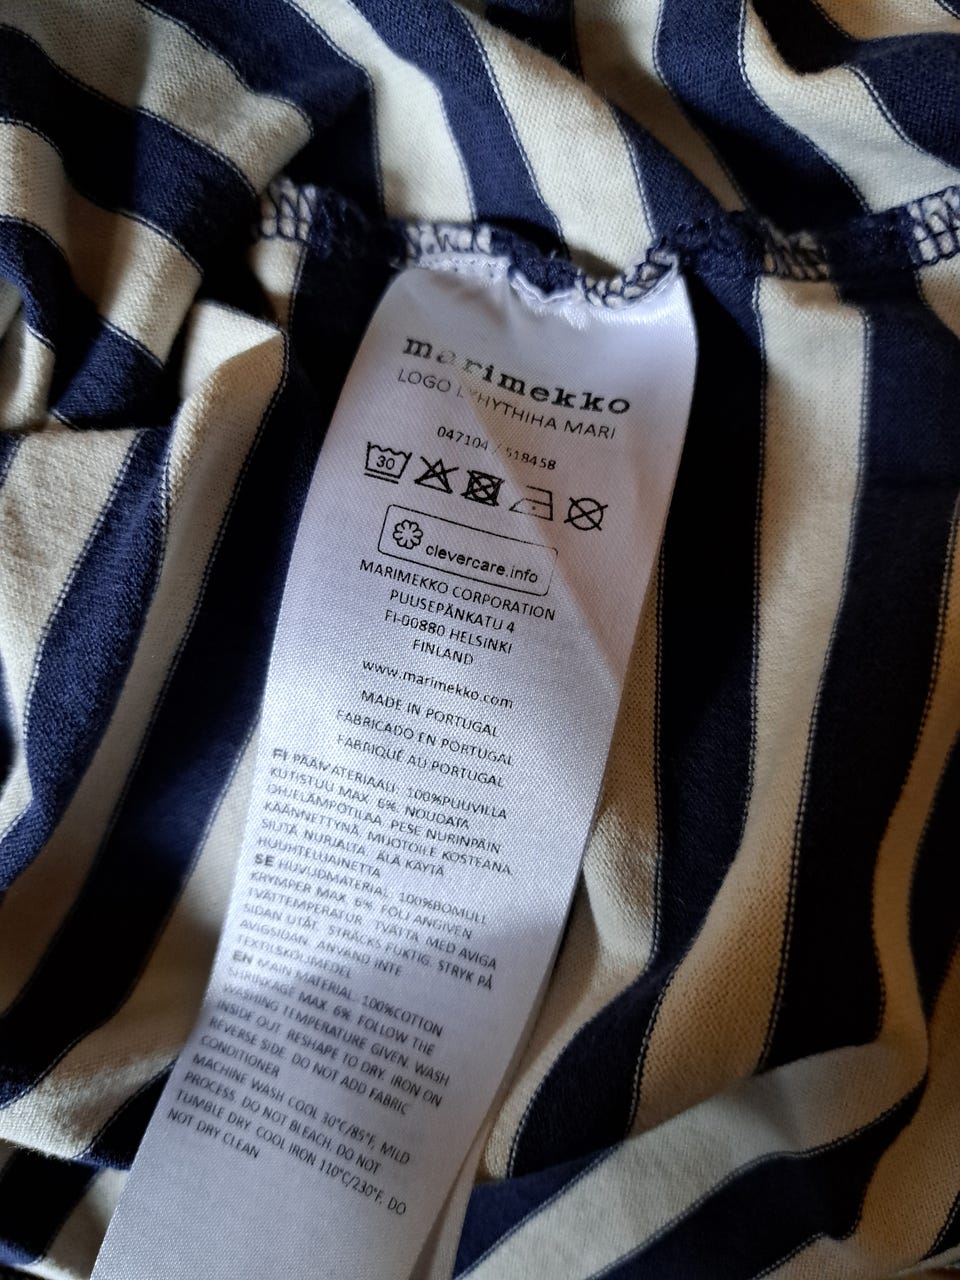 marimekko
LOGO LYHYTHIHA MARI
047104 / 518458
30
clevercare.info
MARIMEKKO CORPORATION
PUUSEPÄNKATU 4
FI-00880 HELSINKI
FINLAND
www.marimekko.com
MADE IN PORTUGAL
FABRICADO EN PORTUGAL
FABRIQUÉ AU PORTUGAL
FI PÄÄMATERIAALI: 100%PUUVILLA
KUTISTUU MAX. 6%. NOUDATA
OHJELÄMPÖTILAA. PESE NURINPÄIN
KÄÄNNETTYNÄ. MUOTOILE KOSTEANA.
SILITÄ NURJALTA. ÄLÄ KÄYTÄ
HUUHTELUAINETTA
SE HUVUDMATERIAL: 100%BOMULL
KRYMPER MAX. 6%. FÖLJ ANGIVEN
TVÄTTEMPERATUR. TVÄTTA MED AVIGA
SIDAN UTÅT. STRÄCKS FUKTIG. STRYK PÅ
AVIGSIDAN. ANVÄND INTE
TEXTILSKÖLJMEDEL
EN MAIN MATERIAL: 100%COTTON
SHRINKAGE MAX. 6%. FOLLOW THE
WASHING TEMPERATURE GIVEN. WASH
INSIDE OUT. RESHAPE TO DRY. IRON ON
REVERSE SIDE. DO NOT ADD FABRIC
CONDITIONER
MACHINE WASH COOL 30°C/85°F, MILD
PROCESS. DO NOT BLEACH. DO NOT
TUMBLE DRY. COOL IRON 110°C/230°F. DO
NOT DRY CLEAN